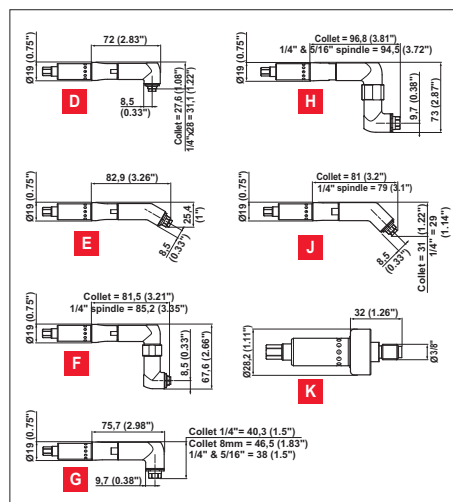 72 (2.83")
Ø19 (0.75")
8,5
(0.33")
Collet = 27,6 (1.08")
1/4"x28 = 31,1 (1.22")
D
Collet = 96,8 (3.81")
1/4" & 5/16" spindle = 94,5 (3.72")
Ø19 (0.75")
9,7 (0.38")
73 (2.87")
H
82,9 (3.26")
Ø19 (0.75")
25,4
(1")
8,5
(0.33")
E
Collet = 81 (3.2")
1/4" spindle = 79 (3.1")
Ø19 (0.75")
8,5
(0.33")
Collet = 31 (1.22")
1/4" = 29 (1.14")
J
Collet = 81,5 (3.21")
1/4" spindle = 85,2 (3.35")
Ø19 (0.75")
8,5 (0.33")
67,6 (2.66")
F
32 (1.26")
Ø28,2 (1.11")
Ø3/8"
K
75,7 (2.98")
Ø19 (0.75")
Collet 1/4"= 40,3 (1.5")
Collet 8mm = 46,5 (1.83")
1/4" & 5/16" = 38 (1.5")
9,7 (0.38")
G